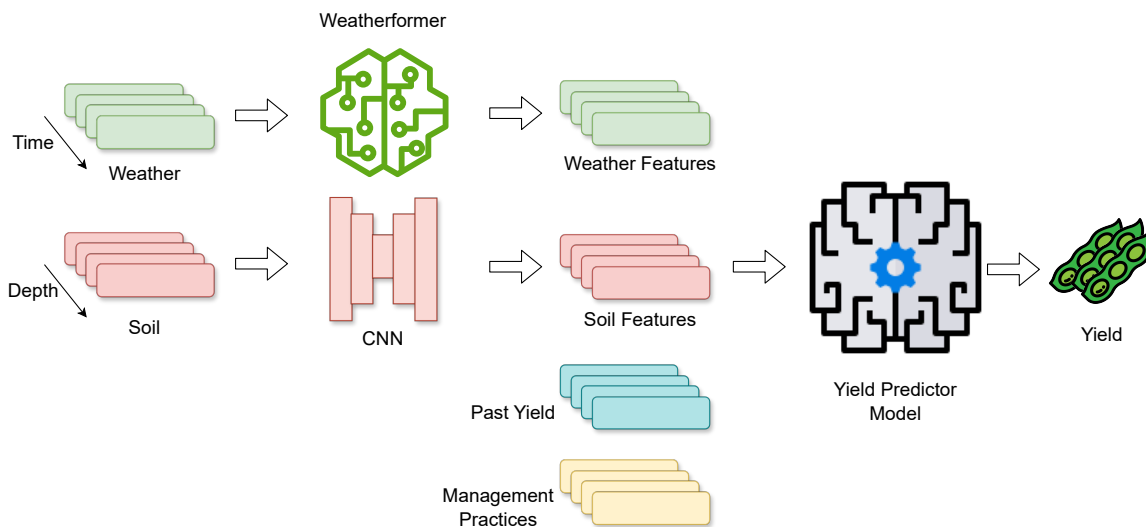 Weatherformer
Time
Weather
Weather Features
Depth
Soil
CNN
Soil Features
Yield
Past Yield
Yield Predictor
Model
Management
Practices